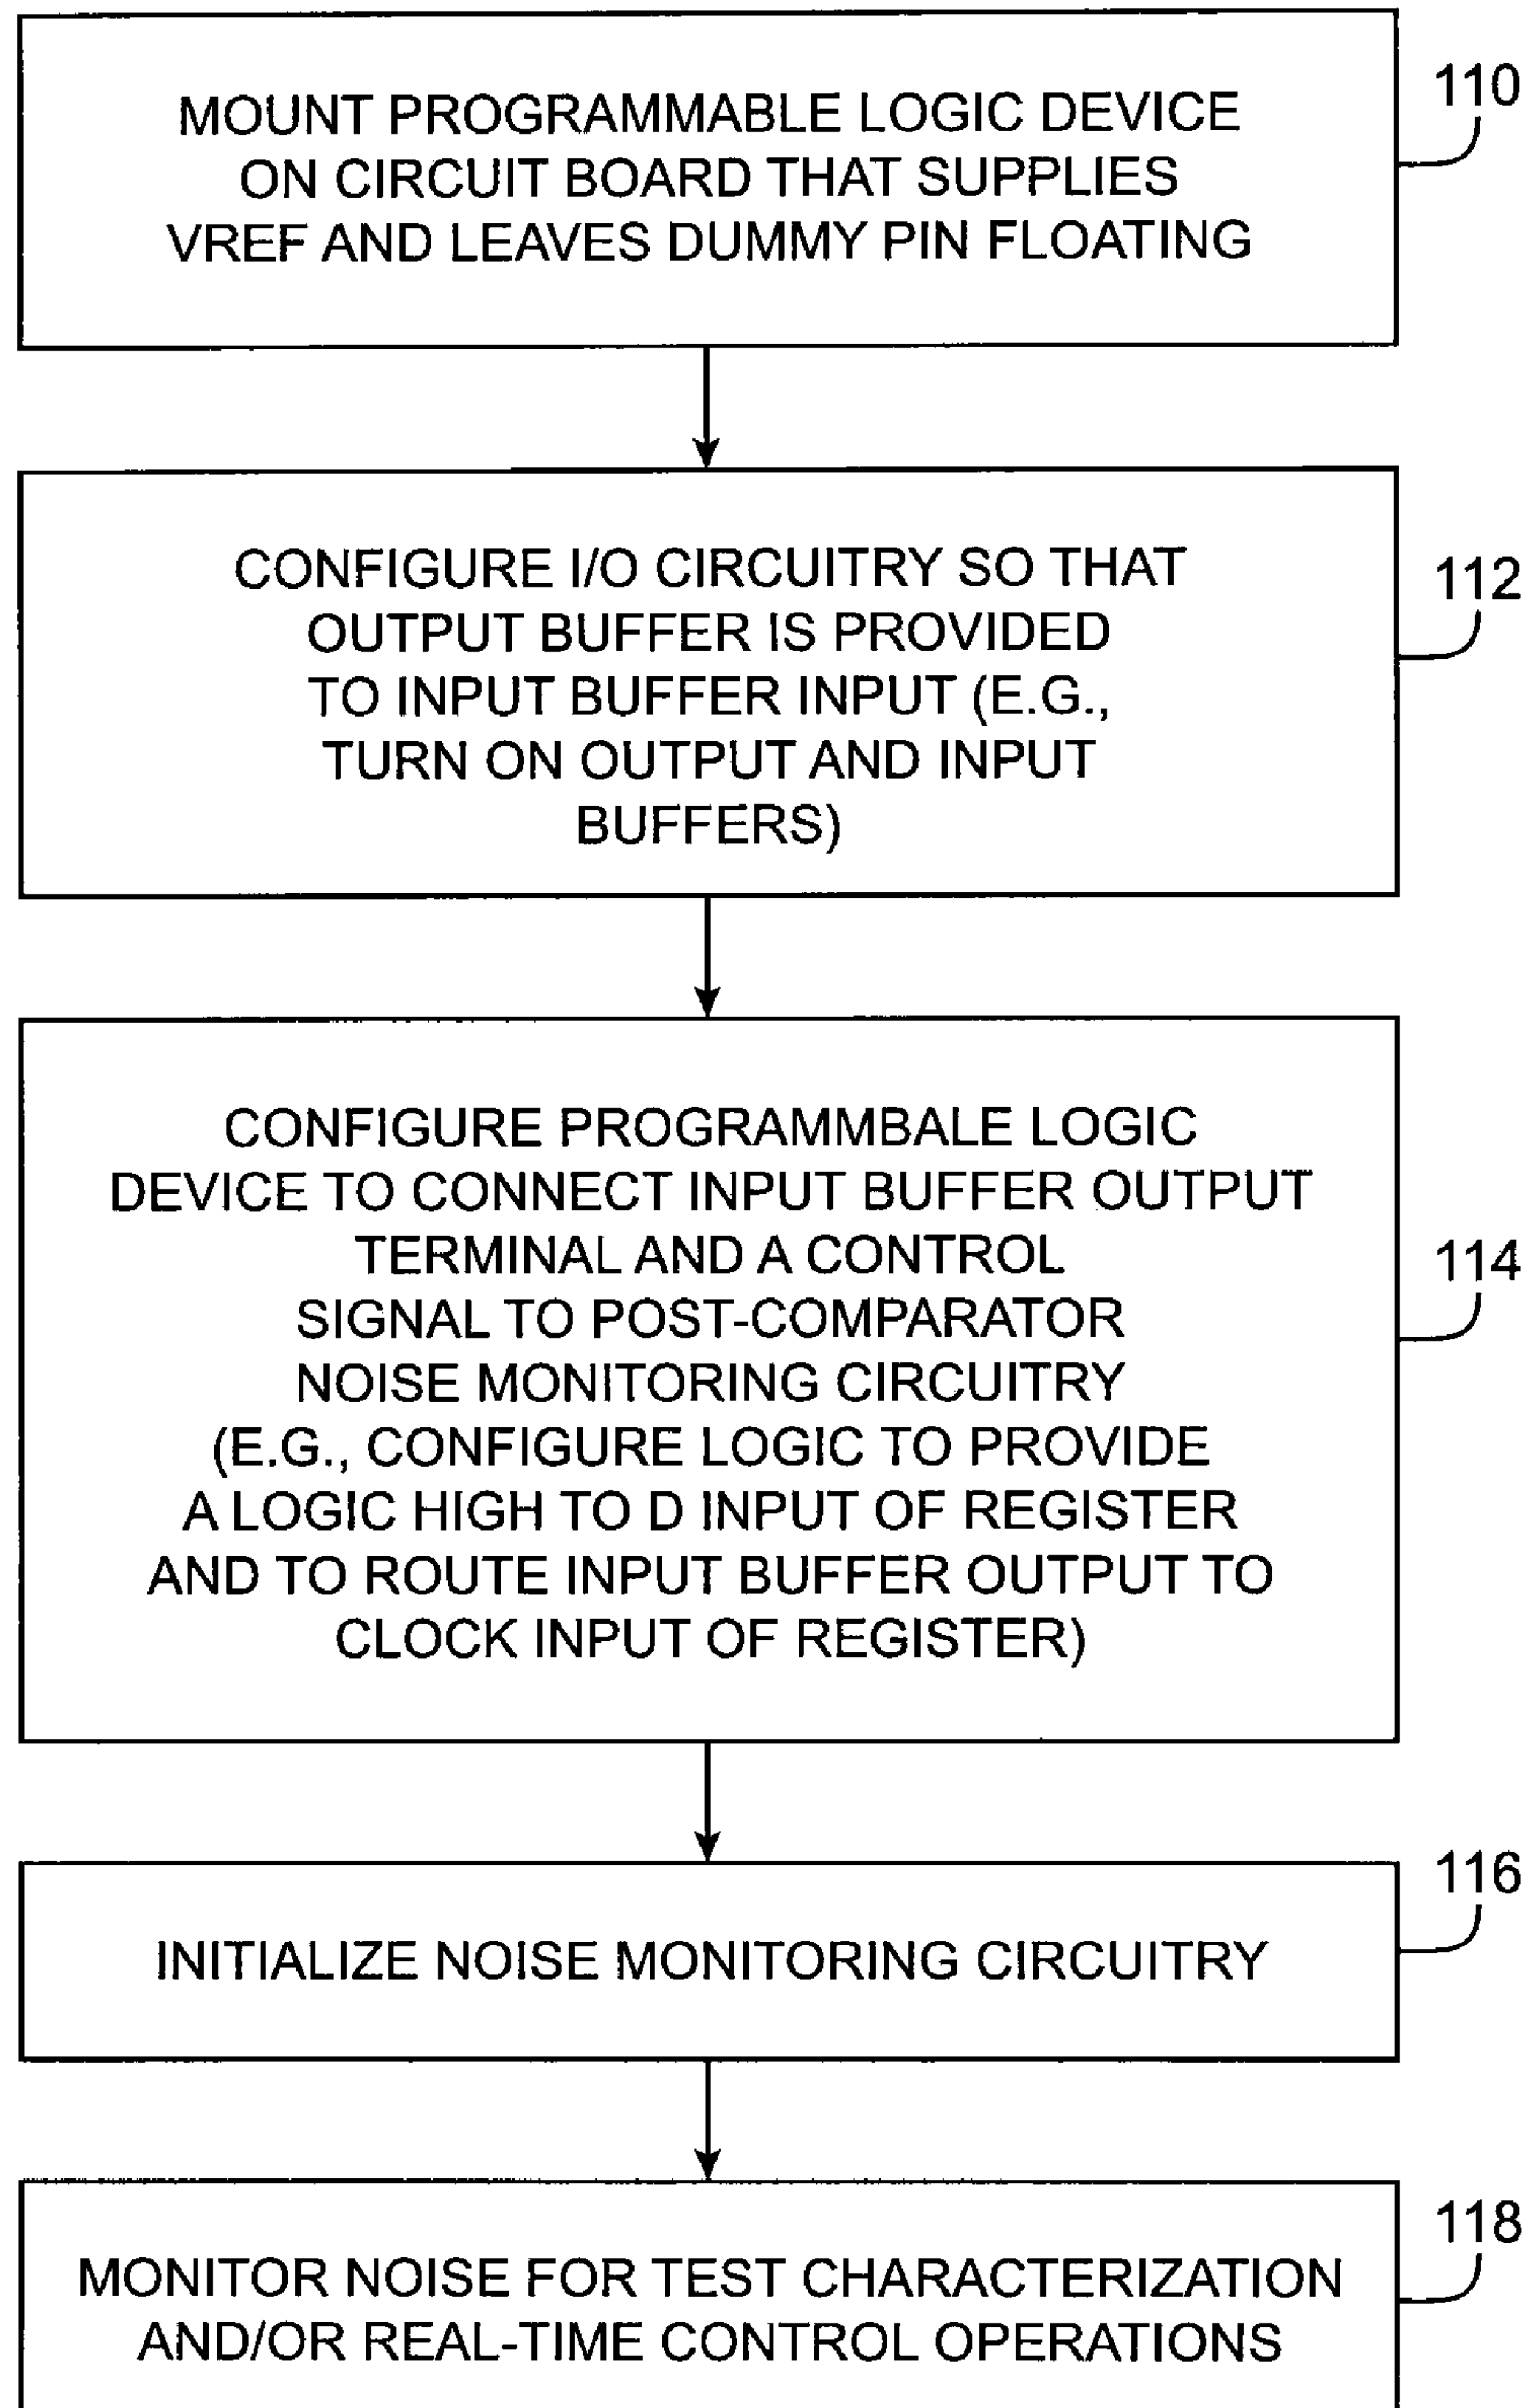 MOUNT PROGRAMMABLE LOGIC DEVICE
ON CIRCUIT BOARD THAT SUPPLIES
VREF AND LEAVES DUMMY PIN FLOATING
110
CONFIGURE I/O CIRCUITRY SO THAT
OUTPUT BUFFER IS PROVIDED
TO INPUT BUFFER INPUT (E.G.,
TURN ON OUTPUT AND INPUT
BUFFERS)
112
CONFIGURE PROGRAMMBALE LOGIC
DEVICE TO CONNECT INPUT BUFFER OUTPUT
TERMINAL AND A CONTROL
SIGNAL TO POST-COMPARATOR
NOISE MONITORING CIRCUITRY
(E.G., CONFIGURE LOGIC TO PROVIDE
A LOGIC HIGH TO D INPUT OF REGISTER
AND TO ROUTE INPUT BUFFER OUTPUT TO
CLOCK INPUT OF REGISTER)
114
INITIALIZE NOISE MONITORING CIRCUITRY
116
MONITOR NOISE FOR TEST CHARACTERIZATION
AND/OR REAL-TIME CONTROL OPERATIONS
118